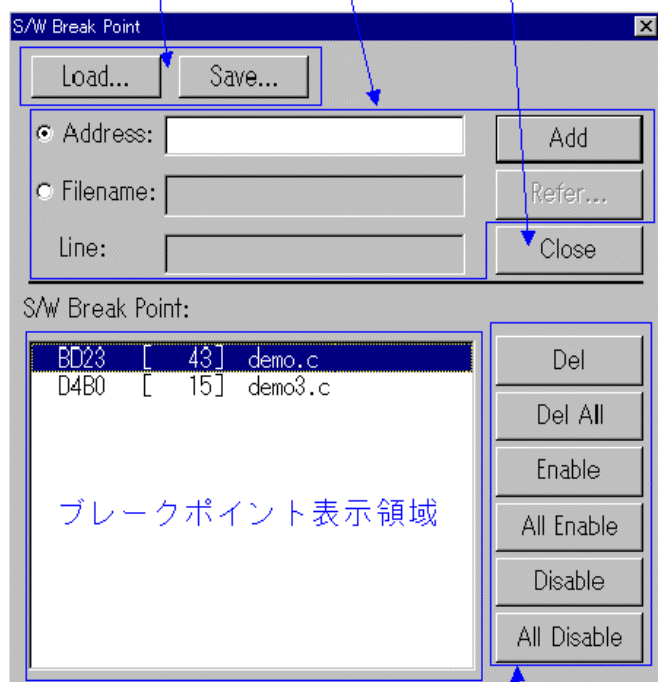 S/W Break Point
Load... Save...
Address: Add
Filename: Refer...
Line: Close
S/W Break Point:
BD23 [ 43] demo.c
D4B0 [ 15] demo3.c
ブレークポイント表示領域
Del
Del All
Enable
All Enable
Disable
All Disable